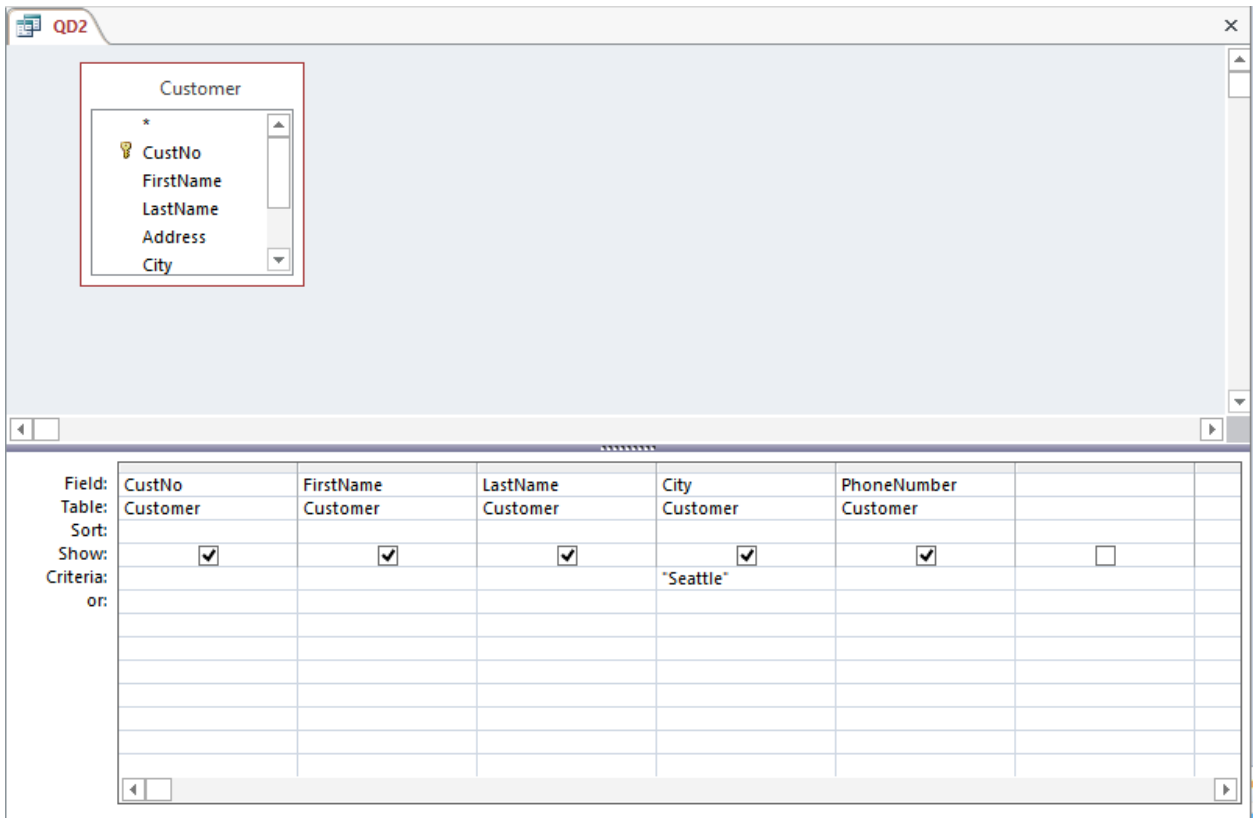 QD2
Customer
*
CustNo
FirstName
LastName
Address
City
Field: CustNo FirstName LastName City PhoneNumber
Table: Customer Customer Customer Customer Customer
Sort:
Show:
Criteria: "Seattle"
or: